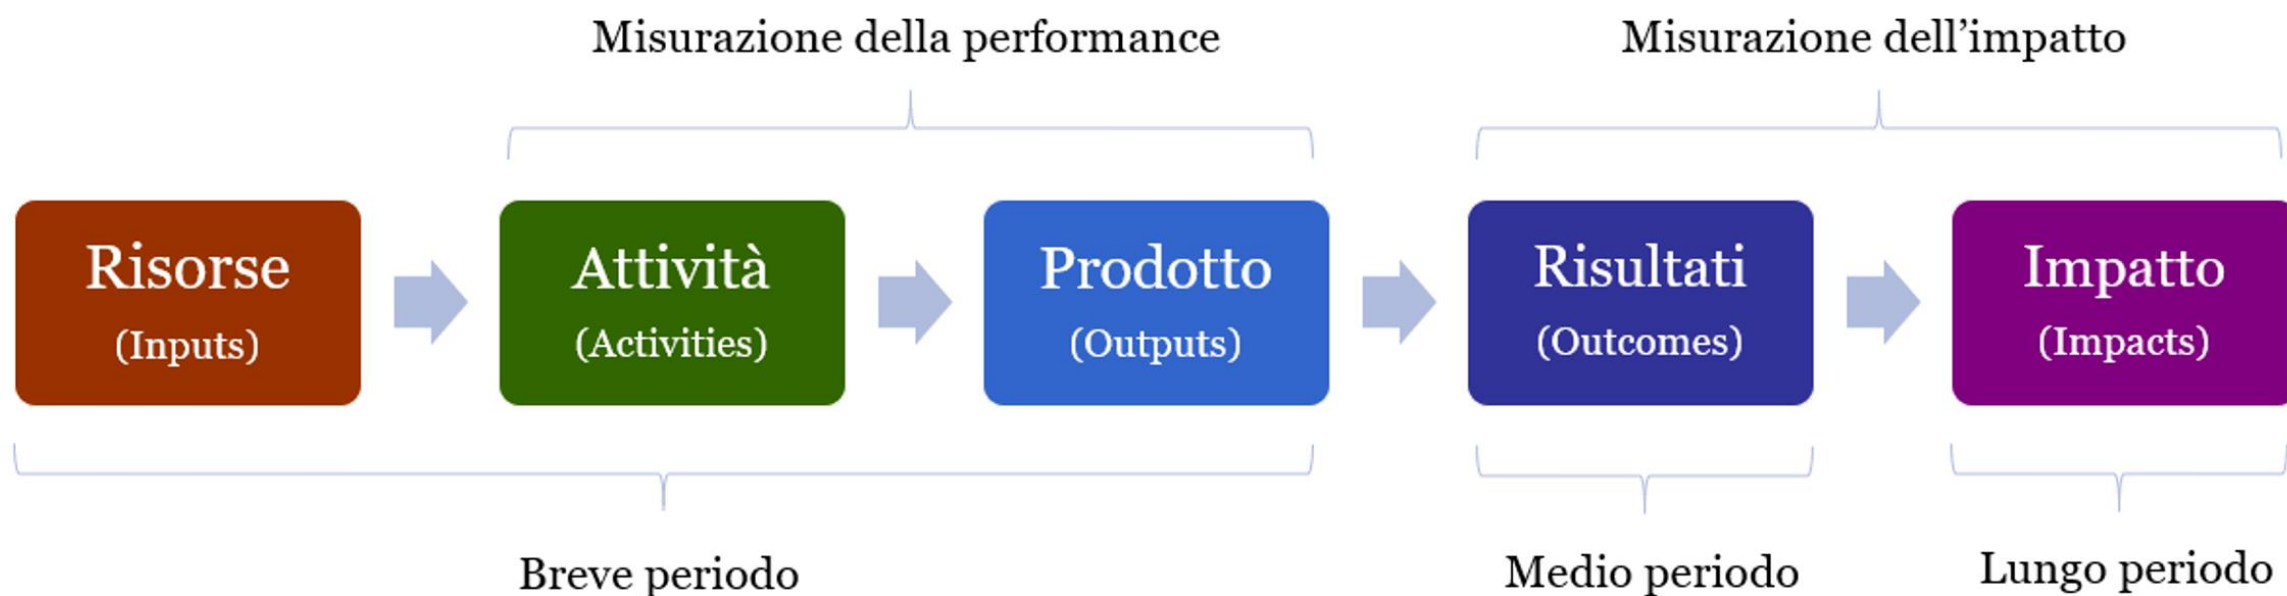 Misurazione della performance
Misurazione dell’impatto
Risorse
(Inputs)
Attività
(Activities)
Prodotto
(Outputs)
Risultati
(Outcomes)
Impatto
(Impacts)
Breve periodo
Medio periodo
Lungo periodo